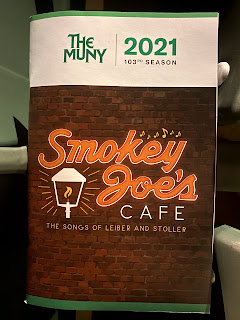 THE
MUNY
2021
103RD SEASON
Smokey
Joe's
CAFE
THE SONGS OF LEIBER AND STOLLER